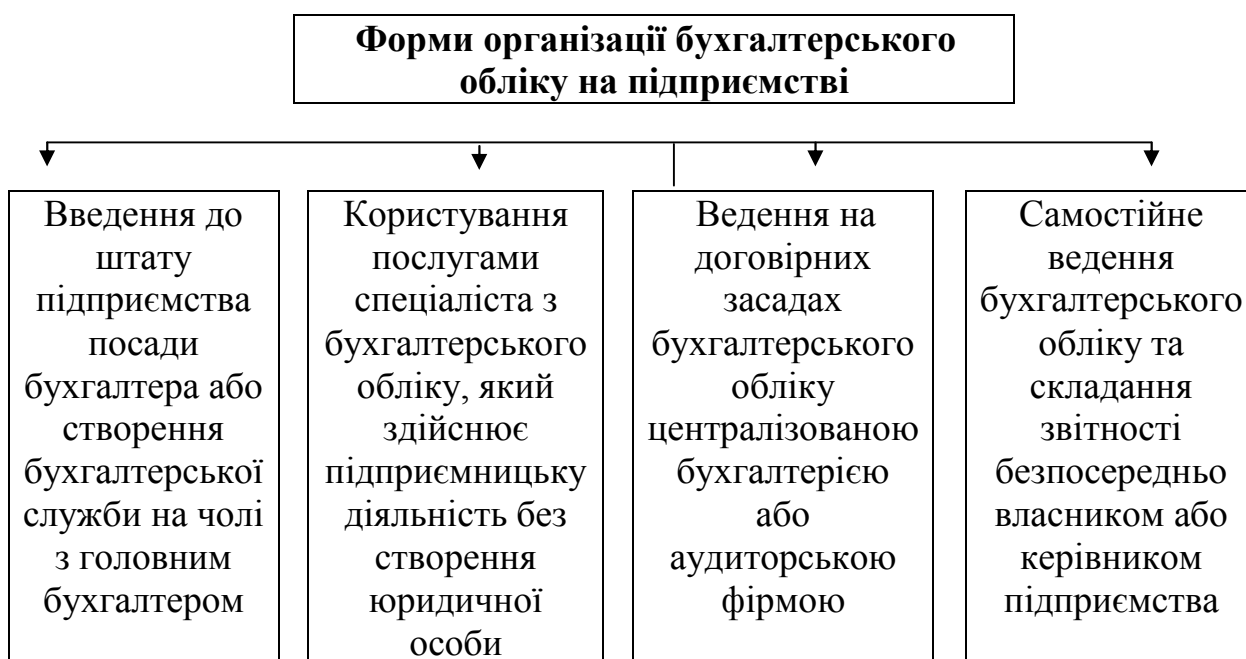 Форми організації бухгалтерського
обліку на підприємстві
Введення до
штату
підприємства
посади
бухгалтера або
створення
бухгалтерської
служби на чолі
з головним
бухгалтером
Користування
послугами
спеціаліста з
бухгалтерського
обліку, який
здійснює
підприємницьку
діяльність без
створення
юридичної
особи
Ведення на
договірних
засадах
бухгалтерського
обліку
централізованою
бухгалтерією
або
аудиторською
фірмою
Самостійне
ведення
бухгалтерського
обліку та
складання
звітності
безпосередньо
власником або
керівником
підприємства